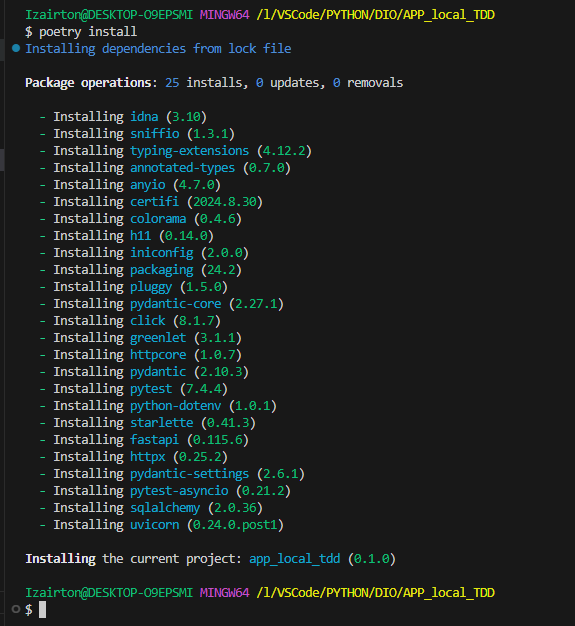 Izairton@DESKTOP-O9EPSMI MINGW64 /l/VSCode/PYTHON/DIO/APP_local_TDD
$ poetry install
Installing dependencies from lock file
Package operations: 25 installs, 0 updates, 0 removals
- Installing idna (3.10)
- Installing sniffio (1.3.1)
- Installing typing-extensions (4.12.2)
- Installing annotated-types (0.7.0)
- Installing anyio (4.7.0)
- Installing certifi (2024.8.30)
- Installing colorama (0.4.6)
- Installing h11 (0.14.0)
- Installing iniconfig (2.0.0)
- Installing packaging (24.2)
- Installing pluggy (1.5.0)
- Installing pydantic-core (2.27.1)
- Installing click (8.1.7)
- Installing greenlet (3.1.1)
- Installing httpcore (1.0.7)
- Installing pydantic (2.10.3)
- Installing pytest (7.4.4)
- Installing python-dotenv (1.0.1)
- Installing starlette (0.41.3)
- Installing fastapi (0.115.6)
- Installing httpx (0.25.2)
- Installing pydantic-settings (2.6.1)
- Installing pytest-asyncio (0.21.2)
- Installing sqlalchemy (2.0.36)
- Installing uvicorn (0.24.0.post1)
Installing the current project: app_local_tdd (0.1.0)
Izairton@DESKTOP-O9EPSMI MINGW64 /l/VSCode/PYTHON/DIO/APP_local_TDD
$